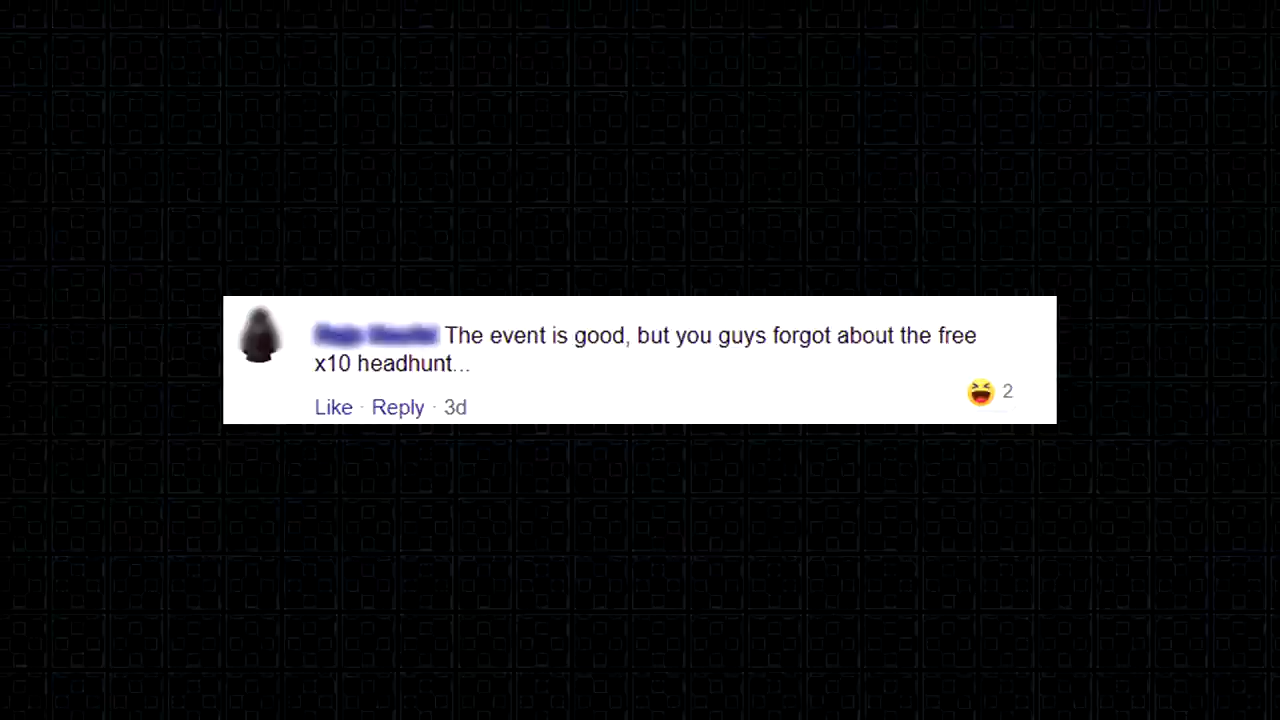 The event is good, but you guys forgot about the free
x10 headhunt...
Like · Reply · 3d
2